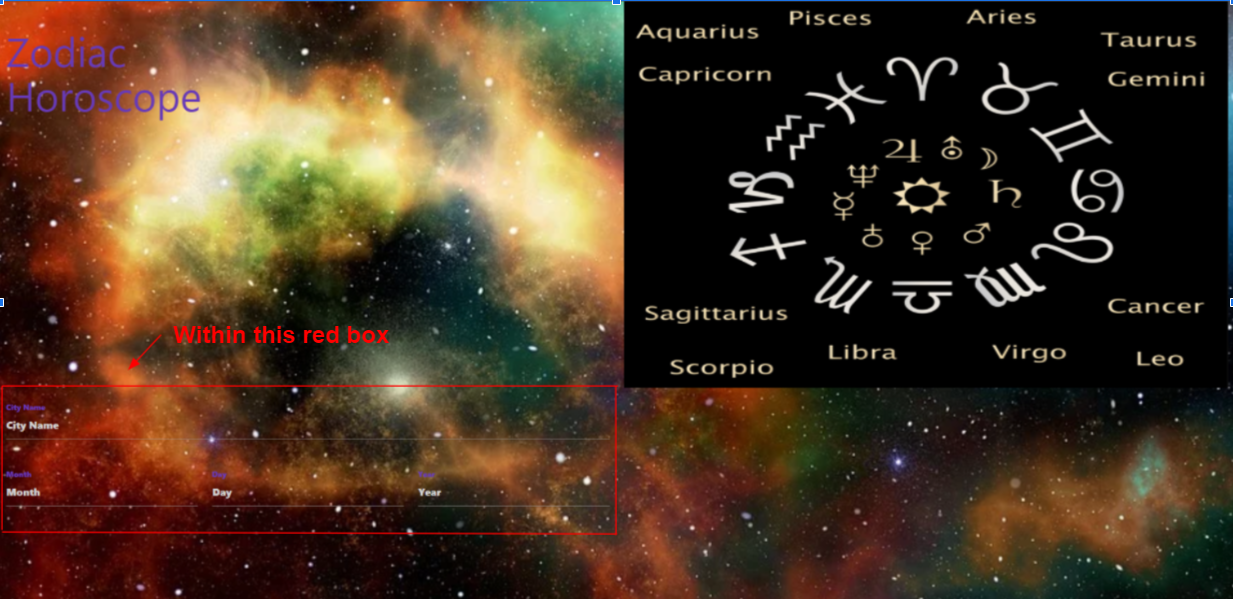 Zodiac
Horoscope
Aquarius
Pisces
Aries
Taurus
Capricorn
Gemini
Sagittarius
Cancer
Scorpio
Libra
Virgo
Leo
Within this red box
City Name
City Name
Month
Day
Year
Month
Day
Year